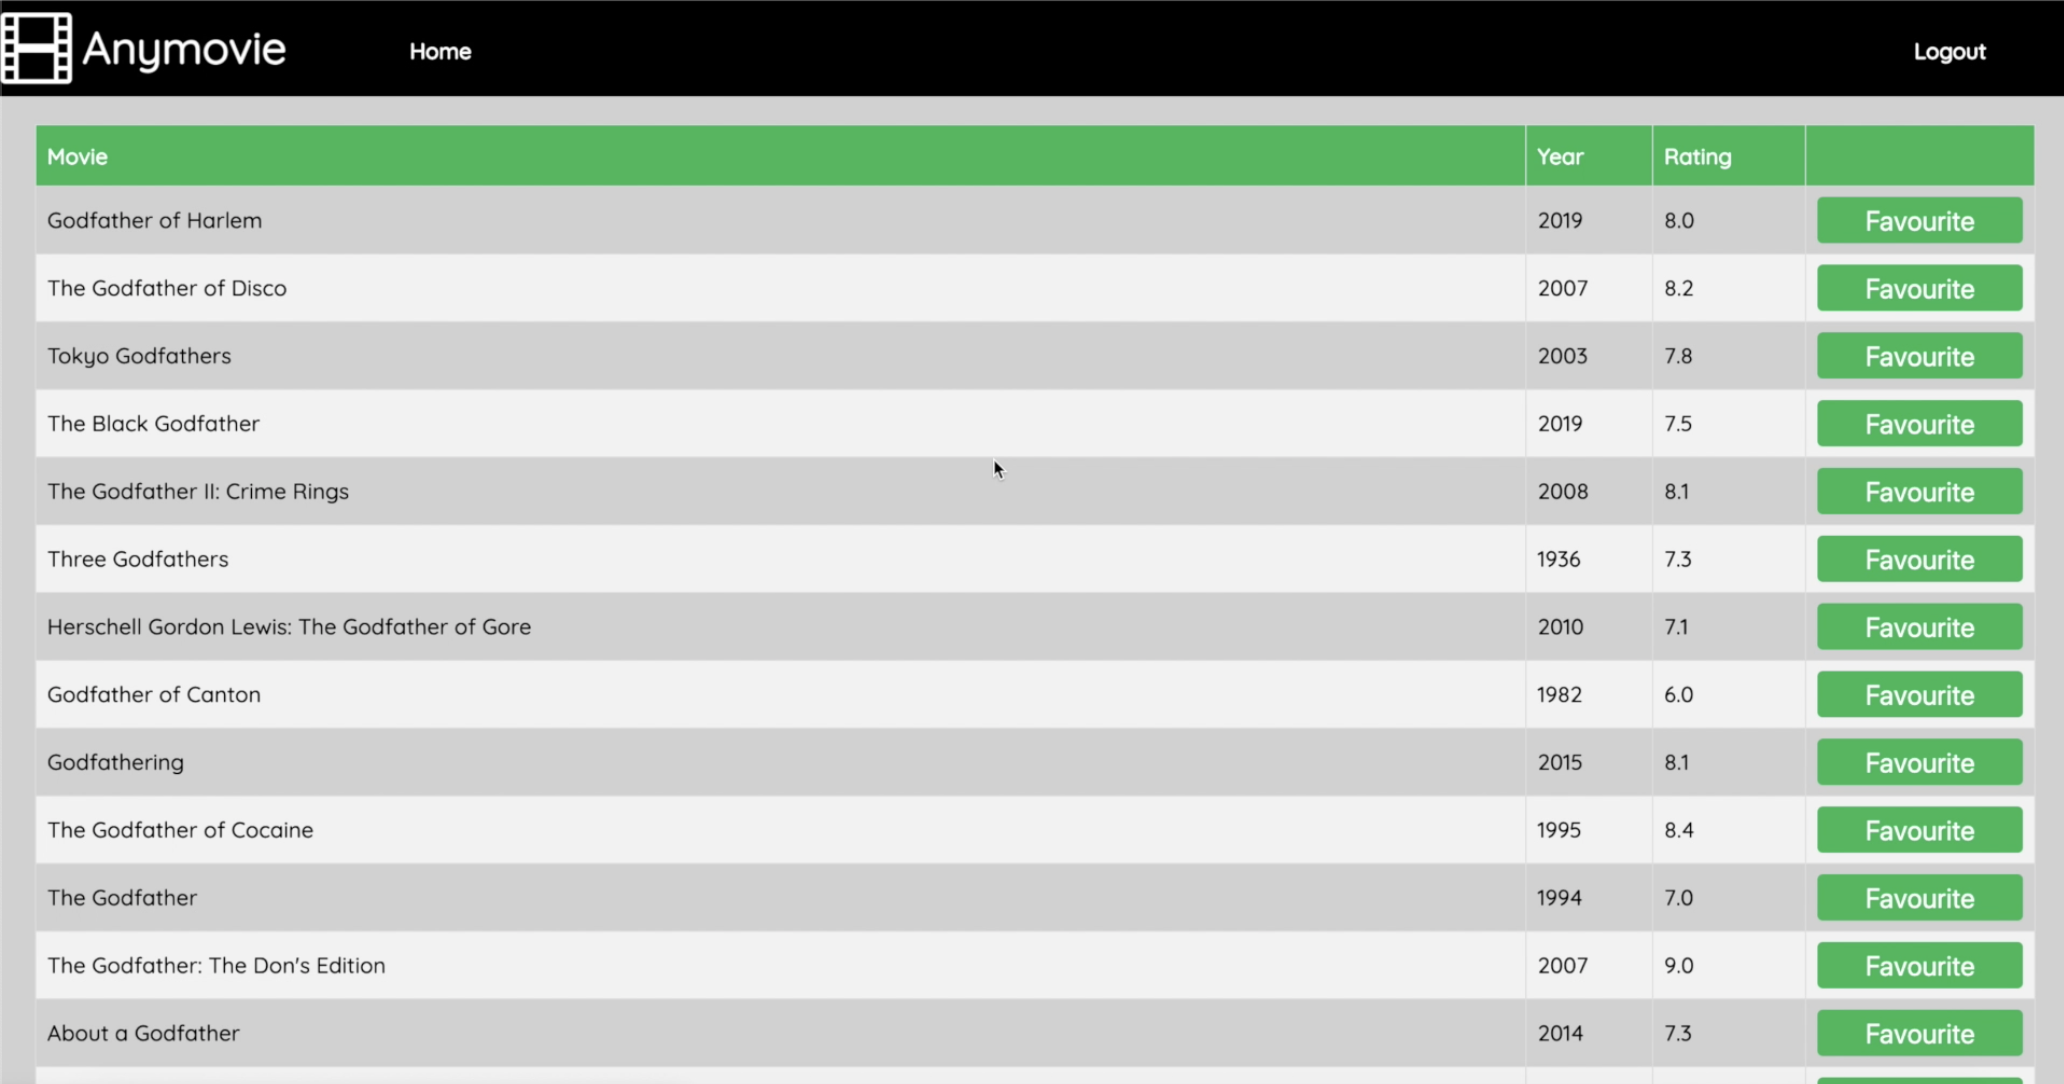 Anymovie Home Logout
Movie Year Rating
Godfather of Harlem 2019 8.0 Favourite
The Godfather of Disco 2007 8.2 Favourite
Tokyo Godfathers 2003 7.8 Favourite
The Black Godfather 2019 7.5 Favourite
The Godfather II: Crime Rings 2008 8.1 Favourite
Three Godfathers 1936 7.3 Favourite
Herschell Gordon Lewis: The Godfather of Gore 2010 7.1 Favourite
Godfather of Canton 1982 6.0 Favourite
Godfathering 2015 8.1 Favourite
The Godfather of Cocaine 1995 8.4 Favourite
The Godfather 1994 7.0 Favourite
The Godfather: The Don's Edition 2007 9.0 Favourite
About a Godfather 2014 7.3 Favourite